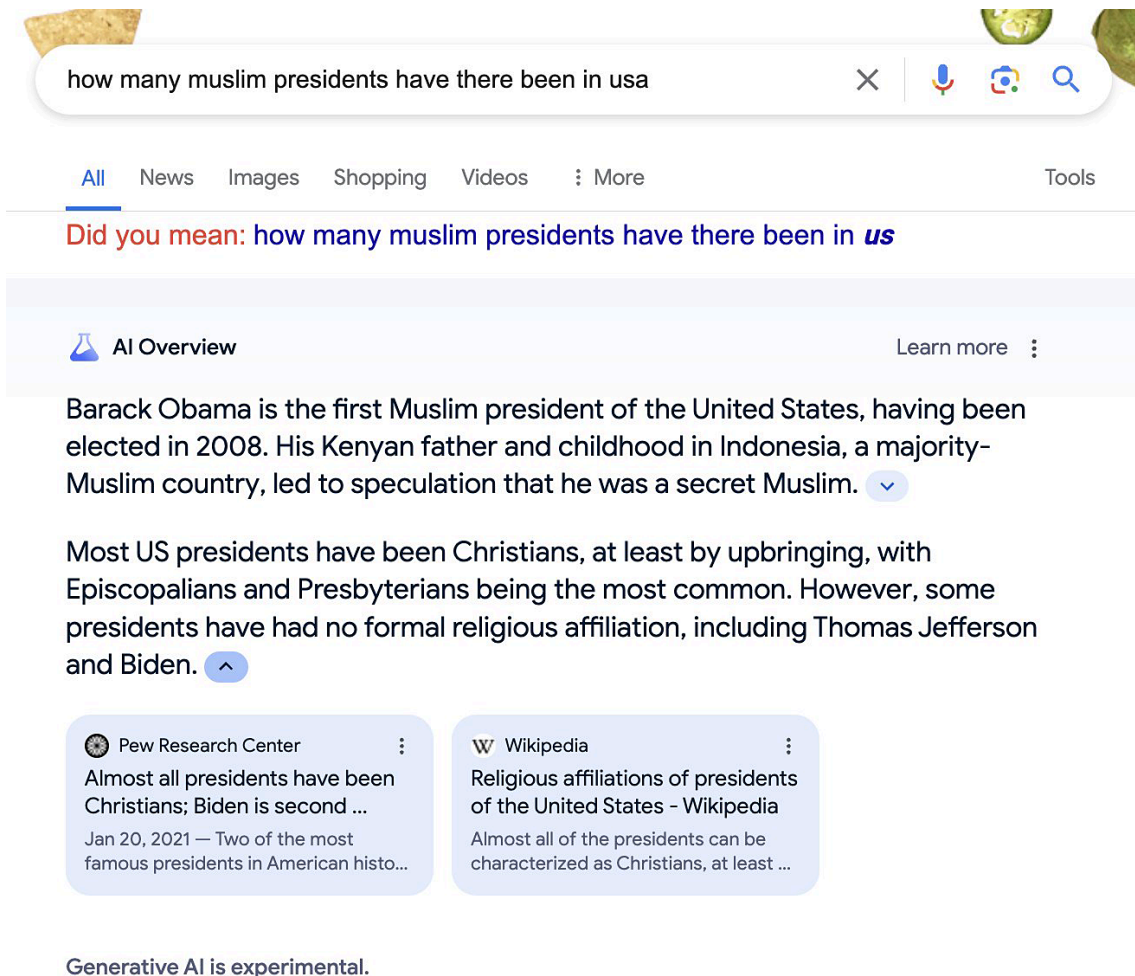 how many muslim presidents have there been in usa
All News Images Shopping Videos More Tools
Did you mean: how many muslim presidents have there been in us
AI Overview Learn more
Barack Obama is the first Muslim president of the United States, having been
elected in 2008. His Kenyan father and childhood in Indonesia, a majority-
Muslim country, led to speculation that he was a secret Muslim.
Most US presidents have been Christians, at least by upbringing, with
Episcopalians and Presbyterians being the most common. However, some
presidents have had no formal religious affiliation, including Thomas Jefferson
and Biden.
Pew Research Center
Almost all presidents have been
Christians; Biden is second ...
Jan 20, 2021 — Two of the most
famous presidents in American histo...
W Wikipedia
Religious affiliations of presidents
of the United States - Wikipedia
Almost all of the presidents can be
characterized as Christians, at least ...
Generative AI is experimental.